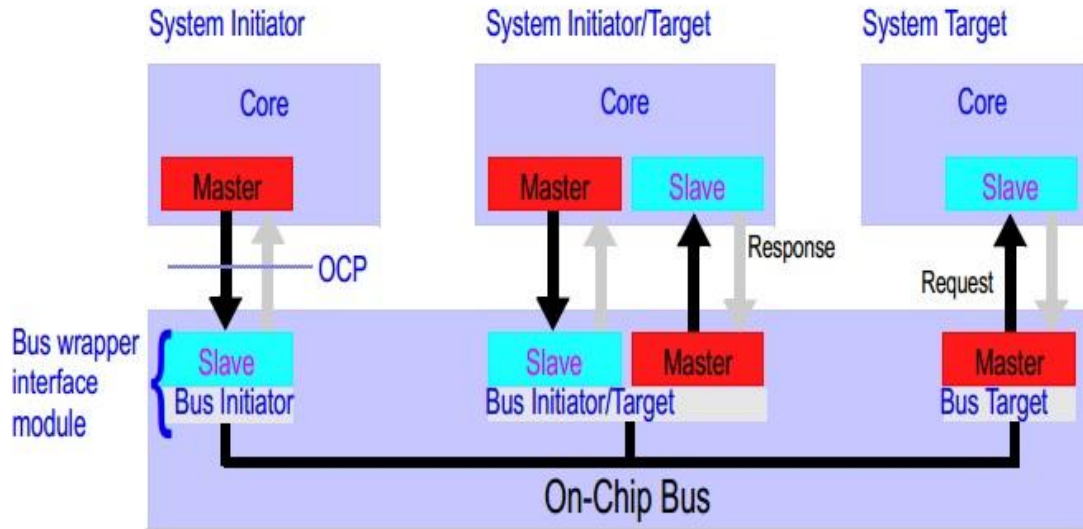 System Initiator
System Initiator/Target
System Target
Core
Core
Core
Master
Master
Slave
Slave
OCP
Response
Request
Bus wrapper
interface
module
Slave
Slave
Master
Master
Bus Initiator
Bus Initiator/Target
Bus Target
On-Chip Bus